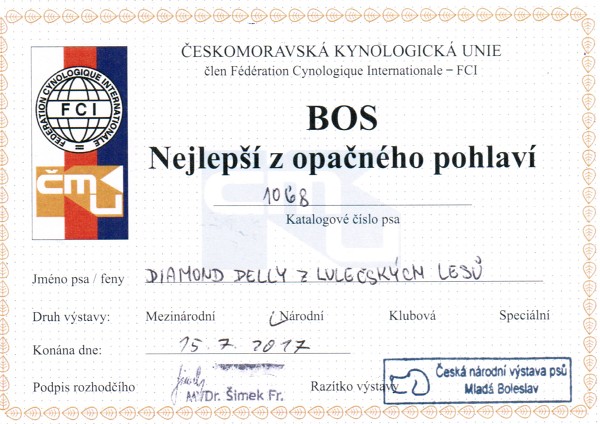 ČESKOMORAVSKÁ KYNOLOGICKÁ UNIE
člen Fédération Cynologique Internationale – FCI
FÉDÉRATION CYNOLOGIQUE INTERNATIONALE
FCI
ČMKU
BOS
Nejlepší z opačného pohlaví
1068
Katalogové číslo psa
Jméno psa / feny DIAMOND DELLY Z LULEČSKÝCH LESŮ
Druh výstavy: Mezinárodní Národní Klubová Speciální
Konána dne: 15. 7. 2017
Podpis rozhodčího Dr. Šimek Fr. Razítko výstavy
Česká národní výstava psů
Mladá Boleslav